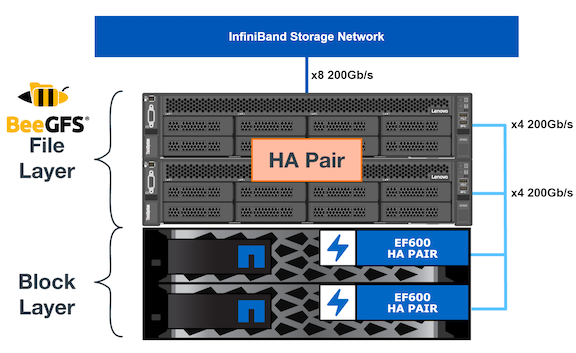 InfiniBand Storage Network
x8 200Gb/s
BeeGFS®
File
Layer
Lenovo
HA Pair
x4 200Gb/s
Lenovo
x4 200Gb/s
Block
Layer
EF600
HA PAIR
EF600
HA PAIR